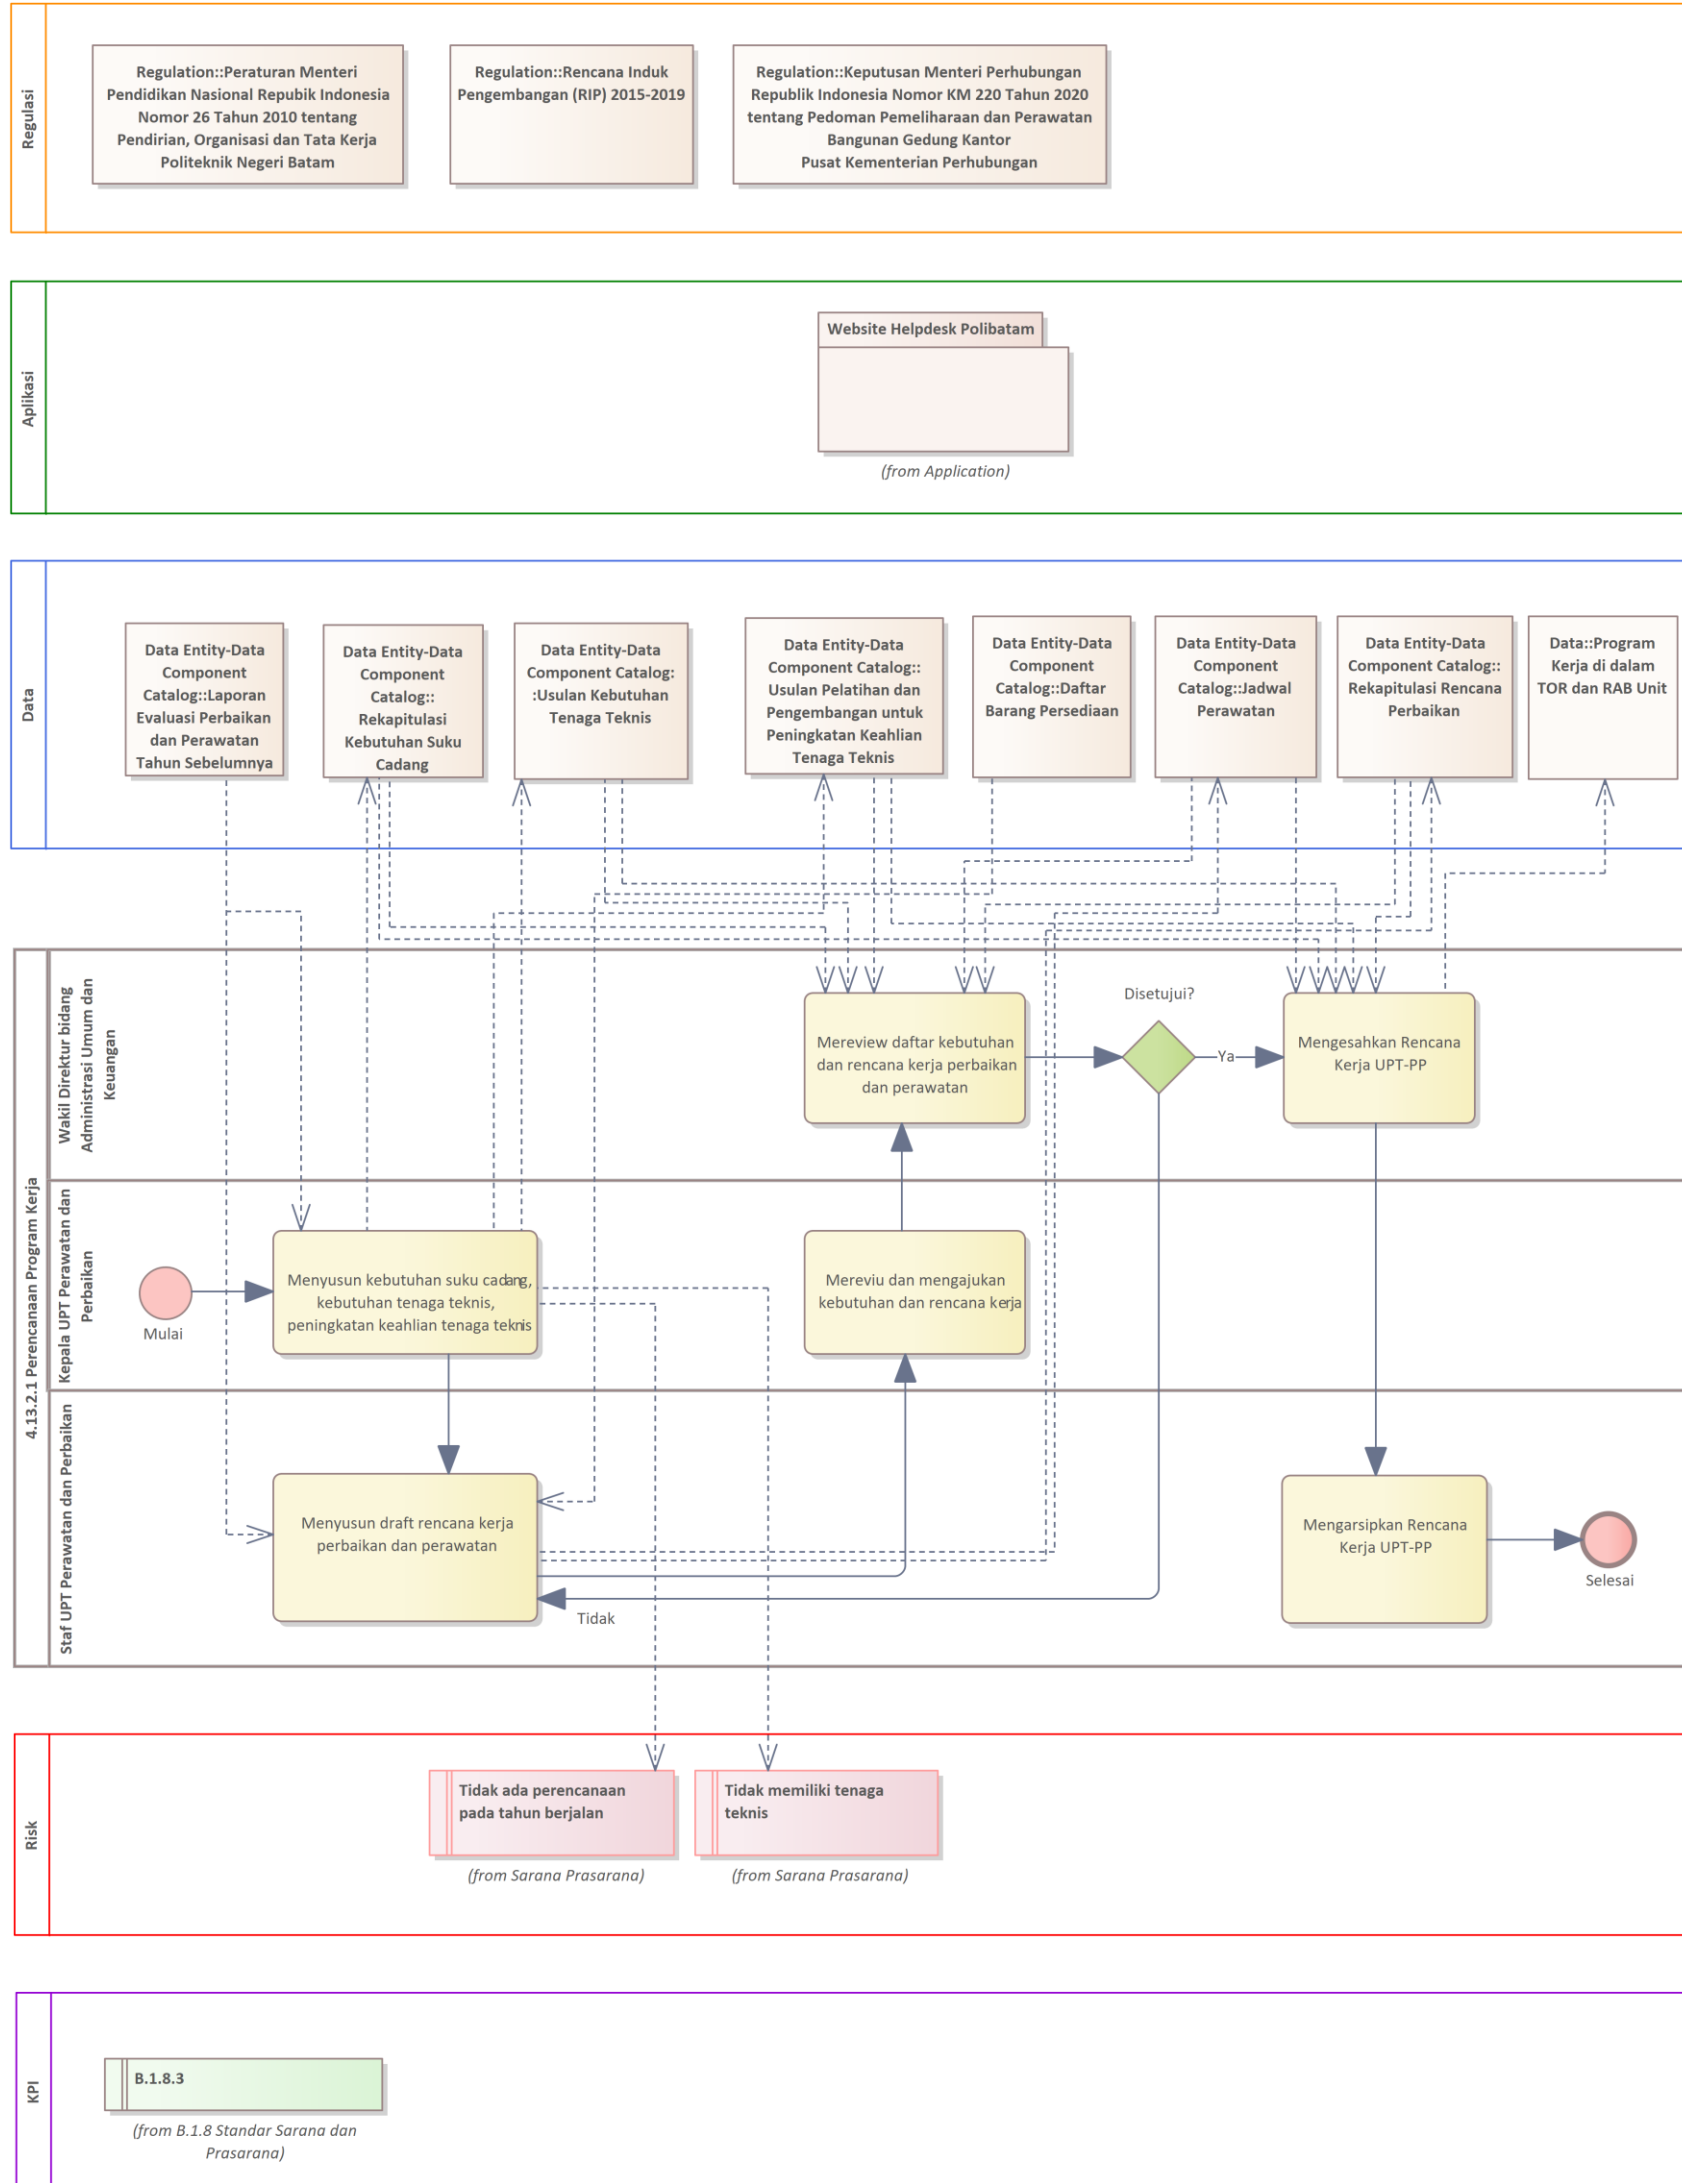 Regulasi
Regulation::Peraturan Menteri
Pendidikan Nasional Repubik Indonesia
Nomor 26 Tahun 2010 tentang
Pendirian, Organisasi dan Tata Kerja
Politeknik Negeri Batam
Regulation::Rencana Induk
Pengembangan (RIP) 2015-2019
Regulation::Keputusan Menteri Perhubungan
Republik Indonesia Nomor KM 220 Tahun 2020
tentang Pedoman Pemeliharaan dan Perawatan
Bangunan Gedung Kantor
Pusat Kementerian Perhubungan
Aplikasi
Website Helpdesk Polibatam
(from Application)
Data
Data Entity-Data
Component
Catalog::Laporan
Evaluasi Perbaikan
dan Perawatan
Tahun Sebelumnya
Data Entity-Data
Component
Catalog::
Rekapitulasi
Kebutuhan Suku
Cadang
Data Entity-Data
Component Catalog:
:Usulan Kebutuhan
Tenaga Teknis
Data Entity-Data
Component Catalog::
Usulan Pelatihan dan
Pengembangan untuk
Peningkatan Keahlian
Tenaga Teknis
Data Entity-Data
Component
Catalog::Daftar
Barang Persediaan
Data Entity-Data
Component
Catalog::Jadwal
Perawatan
Data Entity-Data
Component Catalog::
Rekapitulasi Rencana
Perbaikan
Data::Program
Kerja di dalam
TOR dan RAB Unit
4.13.2.1 Perencanaan Program Kerja
Wakil Direktur bidang
Administrasi Umum dan
Keuangan
Mereview daftar kebutuhan
dan rencana kerja perbaikan
dan perawatan
Disetujui?
Ya
Mengesahkan Rencana
Kerja UPT-PP
Kepala UPT Perawatan dan
Perbaikan
Mulai
Menyusun kebutuhan suku cadang,
kebutuhan tenaga teknis,
peningkatan keahlian tenaga teknis
Mereviu dan mengajukan
kebutuhan dan rencana kerja
Staf UPT Perawatan dan Perbaikan
Menyusun draft rencana kerja
perbaikan dan perawatan
Tidak
Mengarsipkan Rencana
Kerja UPT-PP
Selesai
Risk
Tidak ada perencanaan
pada tahun berjalan
(from Sarana Prasarana)
Tidak memiliki tenaga
teknis
(from Sarana Prasarana)
KPI
B.1.8.3
(from B.1.8 Standar Sarana dan
Prasarana)